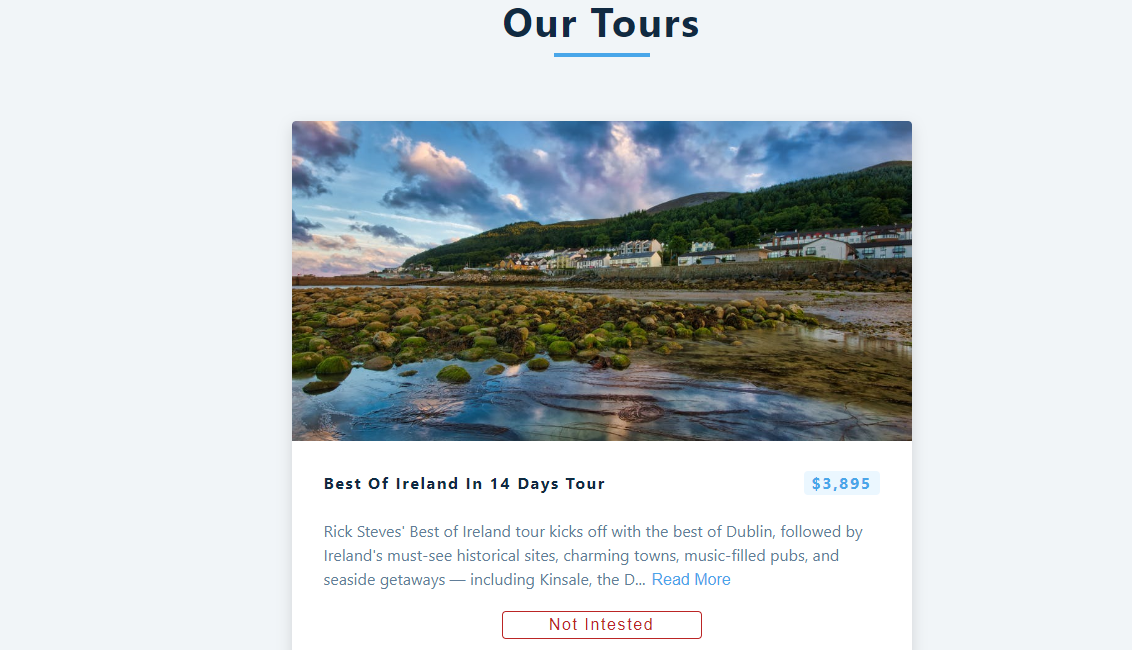 Our Tours
Best Of Ireland In 14 Days Tour
$3,895
Rick Steves' Best of Ireland tour kicks off with the best of Dublin, followed by
Ireland's must-see historical sites, charming towns, music-filled pubs, and
seaside getaways — including Kinsale, the D... Read More
Not Intested